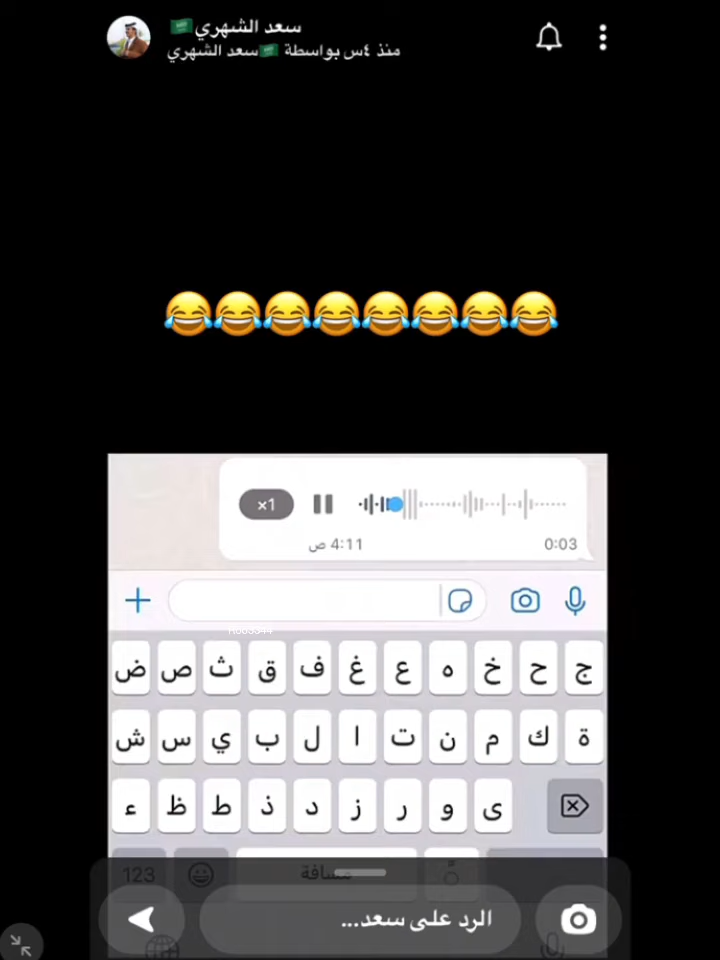 سعد الشهري🇸🇦
منذ ٤س بواسطة 🇸🇦سعد الشهري
😂😂😂😂😂😂😂😂
×1
4:11 ص
0:03
ض ص ث ق ف غ ع ه خ ح ج
ش س ي ب ل ا ت ن م ك ة
ء ظ ط ذ د ز ر و ى
123
مسافة
الرد على سعد...